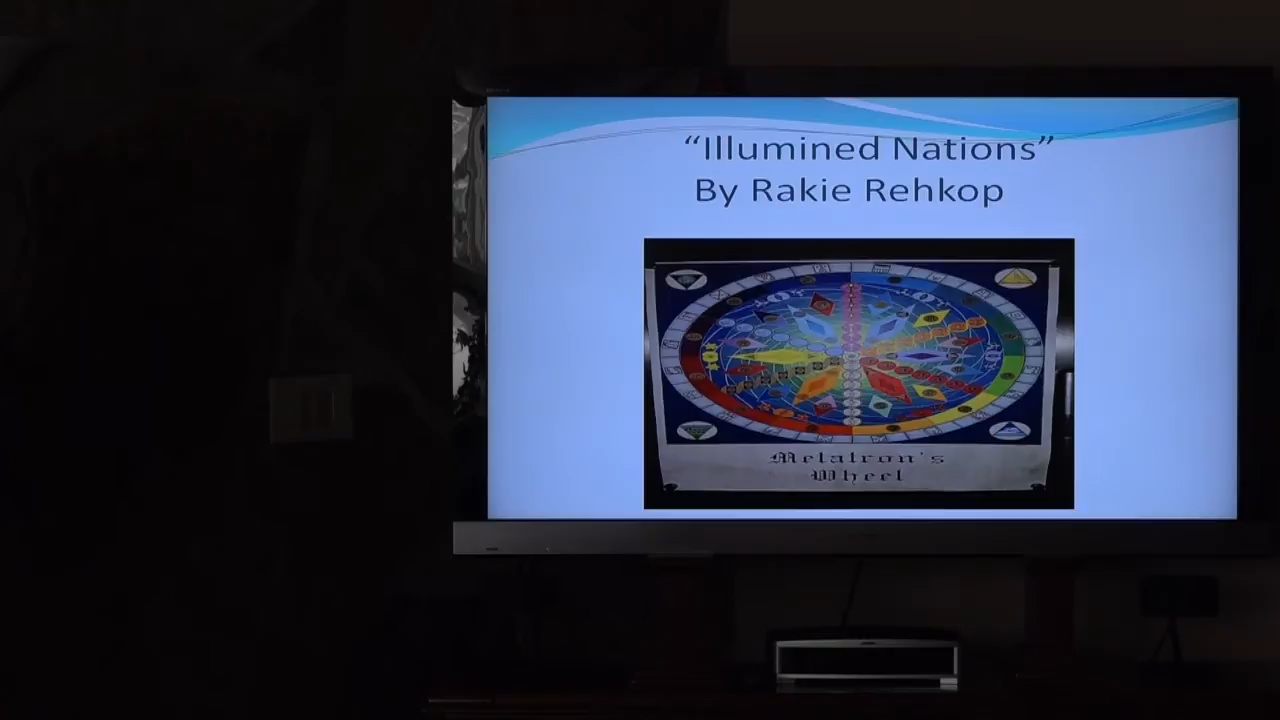 “Illumined Nations”
By Rakie Rehkop
Metatron's
Wheel